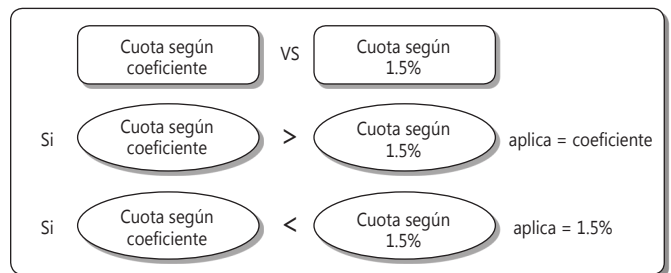 Cuota según
coeficiente
VS
Cuota según
1.5%
Si
Cuota según
coeficiente
>
Cuota según
1.5%
aplica = coeficiente
Si
Cuota según
coeficiente
<
Cuota según
1.5%
aplica = 1.5%